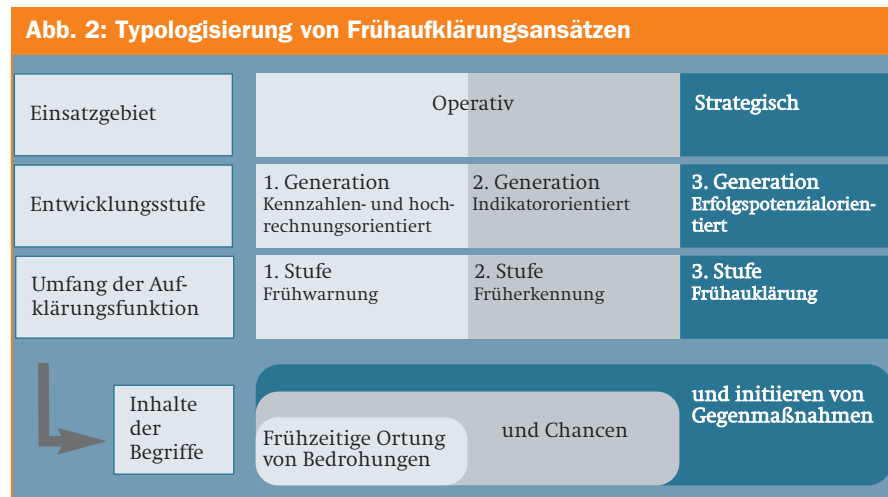 Abb. 2: Typologisierung von Frühaufklärungsansätzen
Einsatzgebiet
Operativ
Strategisch
Entwicklungsstufe
1. Generation
Kennzahlen- und hoch-
rechnungsorientiert
2. Generation
Indikatororientiert
3. Generation
Erfolgspotenzialorien-
tiert
Umfang der Auf-
klärungsfunktion
1. Stufe
Frühwarnung
2. Stufe
Früherkennung
3. Stufe
Frühauklärung
Inhalte
der
Begriffe
Frühzeitige Ortung
von Bedrohungen
und Chancen
und initiieren von
Gegenmaßnahmen